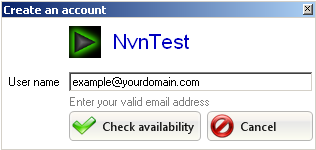 Create an account
NvnTest
User name example@yourdomain.com
Enter your valid email address
Check availability Cancel